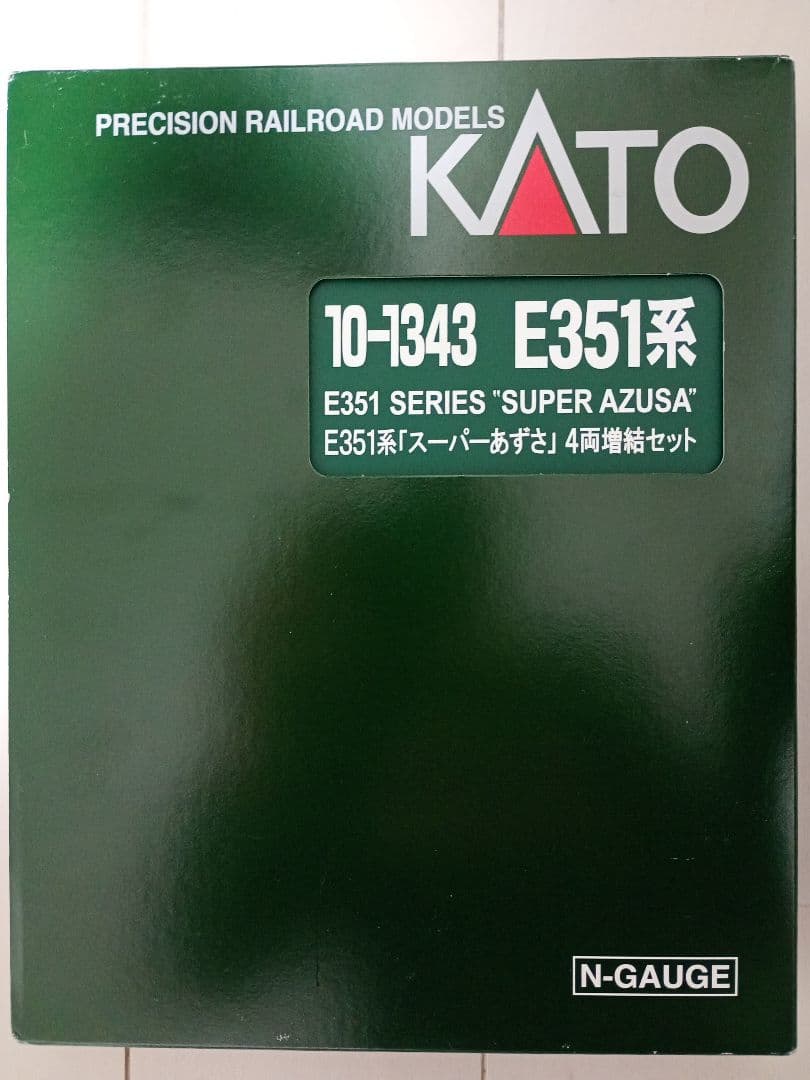 PRECISION RAILROAD MODELS
KATO
10-1343 E351系
E351 SERIES "SUPER AZUSA"
E351系「スーパーあずさ」 4両増結セット
N-GAUGE